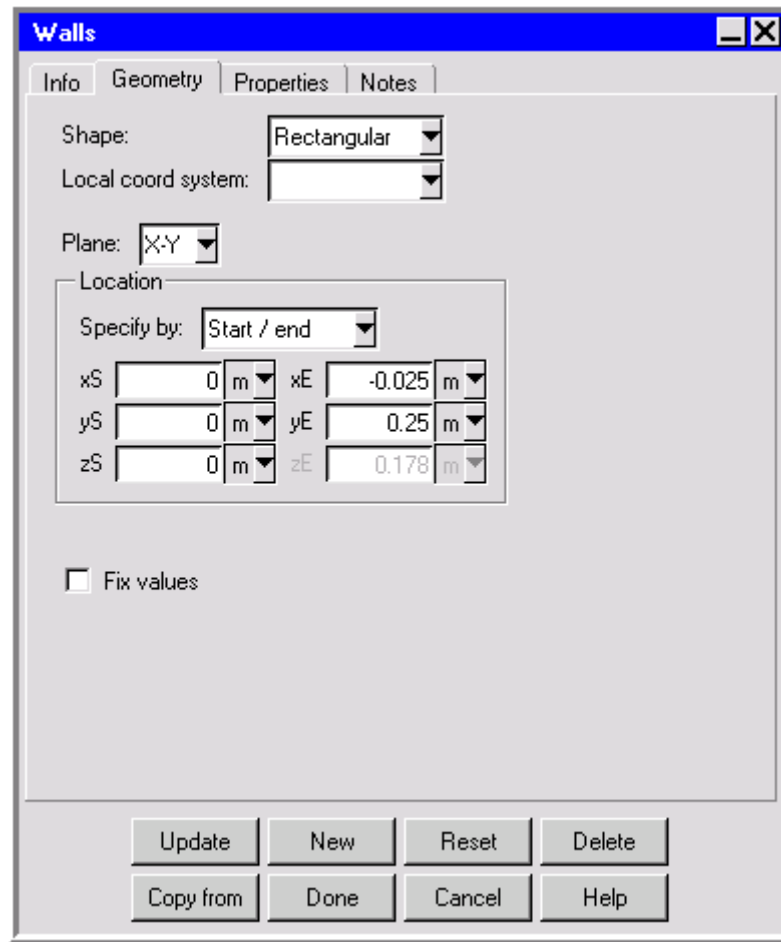 Walls
Info Geometry Properties Notes
Shape: Rectangular
Local coord system:
Plane: X-Y
Location
Specify by: Start / end
xS 0 m xE -0.025 m
yS 0 m yE 0.25 m
zS 0 m zE 0.178 m
Fix values
Update New Reset Delete
Copy from Done Cancel Help